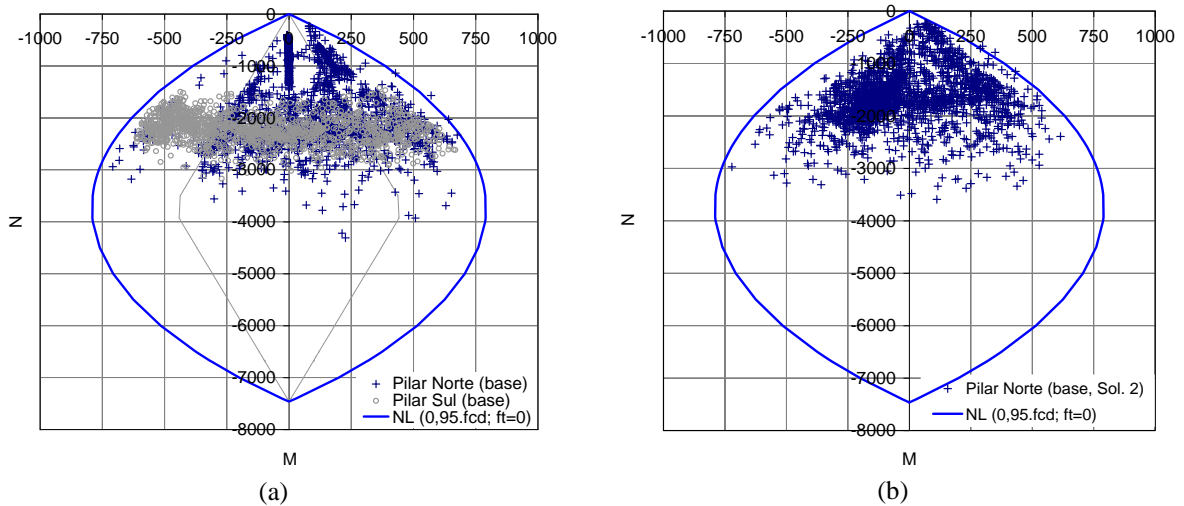 0
-1000 -750 -500 -250 0 250 500 750 1000
-1000
-2000
-3000
-4000
-5000
-6000
-7000
-8000
N
M
Pilar Norte (base)
Pilar Sul (base)
NL (0,95.fcd; ft=0)
(a)
0
-1000 -750 -500 -250 0 250 500 750 1000
-1000
-2000
-3000
-4000
-5000
-6000
-7000
-8000
N
M
Pilar Norte (base, Sol. 2)
NL (0,95.fcd; ft=0)
(b)